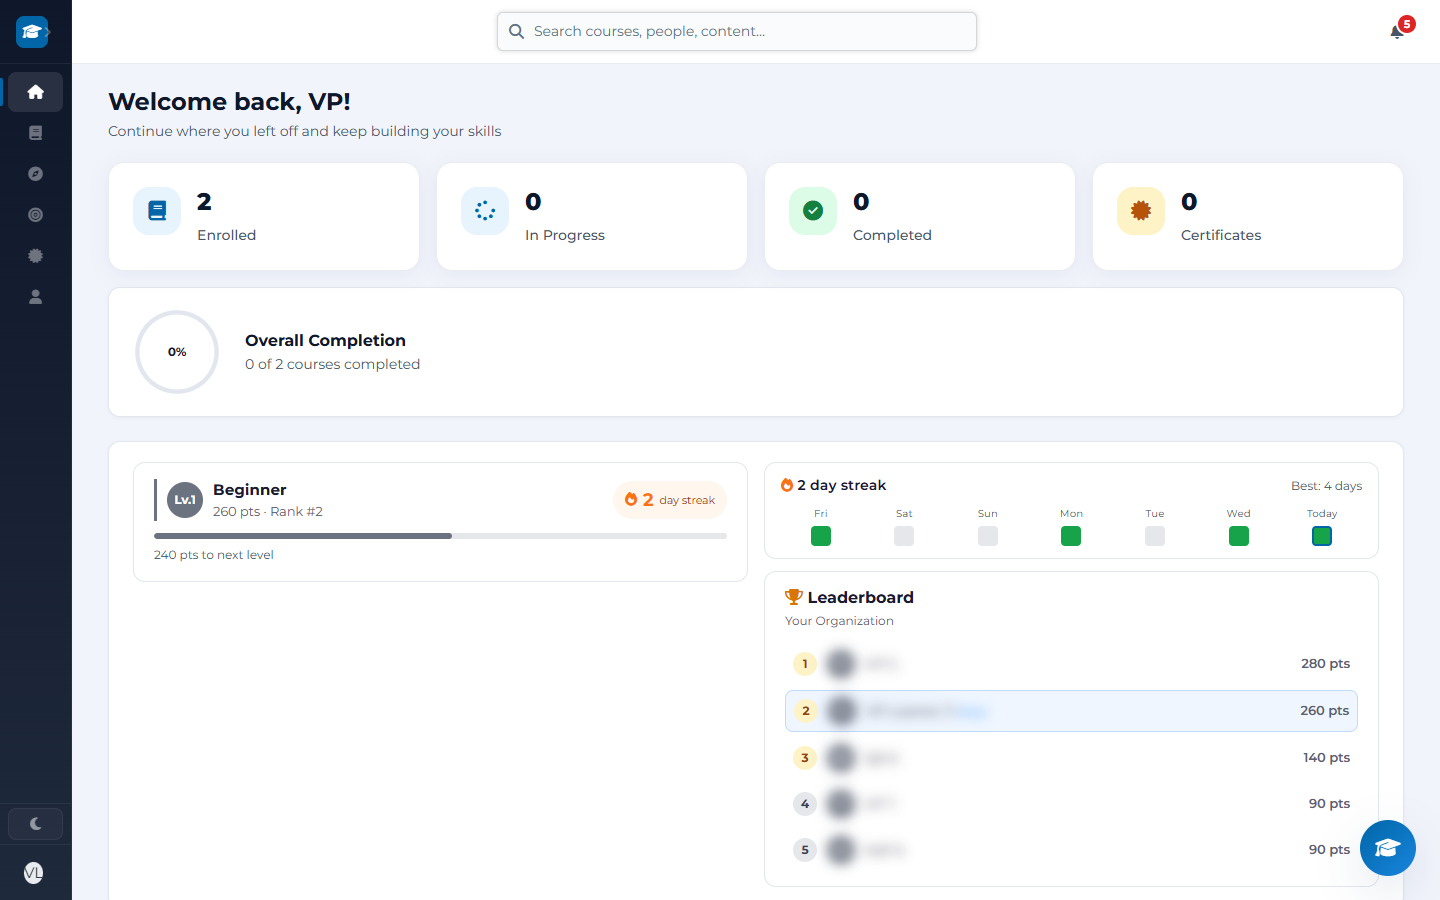 Search courses, people, content...
5
Welcome back, VP!
Continue where you left off and keep building your skills
2
Enrolled
0
In Progress
0
Completed
0
Certificates
0%
Overall Completion
0 of 2 courses completed
Lv.1
Beginner
260 pts · Rank #2
2 day streak
240 pts to next level
2 day streak
Best: 4 days
Fri Sat Sun Mon Tue Wed Today
Leaderboard
Your Organization
1 280 pts
2 260 pts
3 140 pts
4 90 pts
5 90 pts
VL